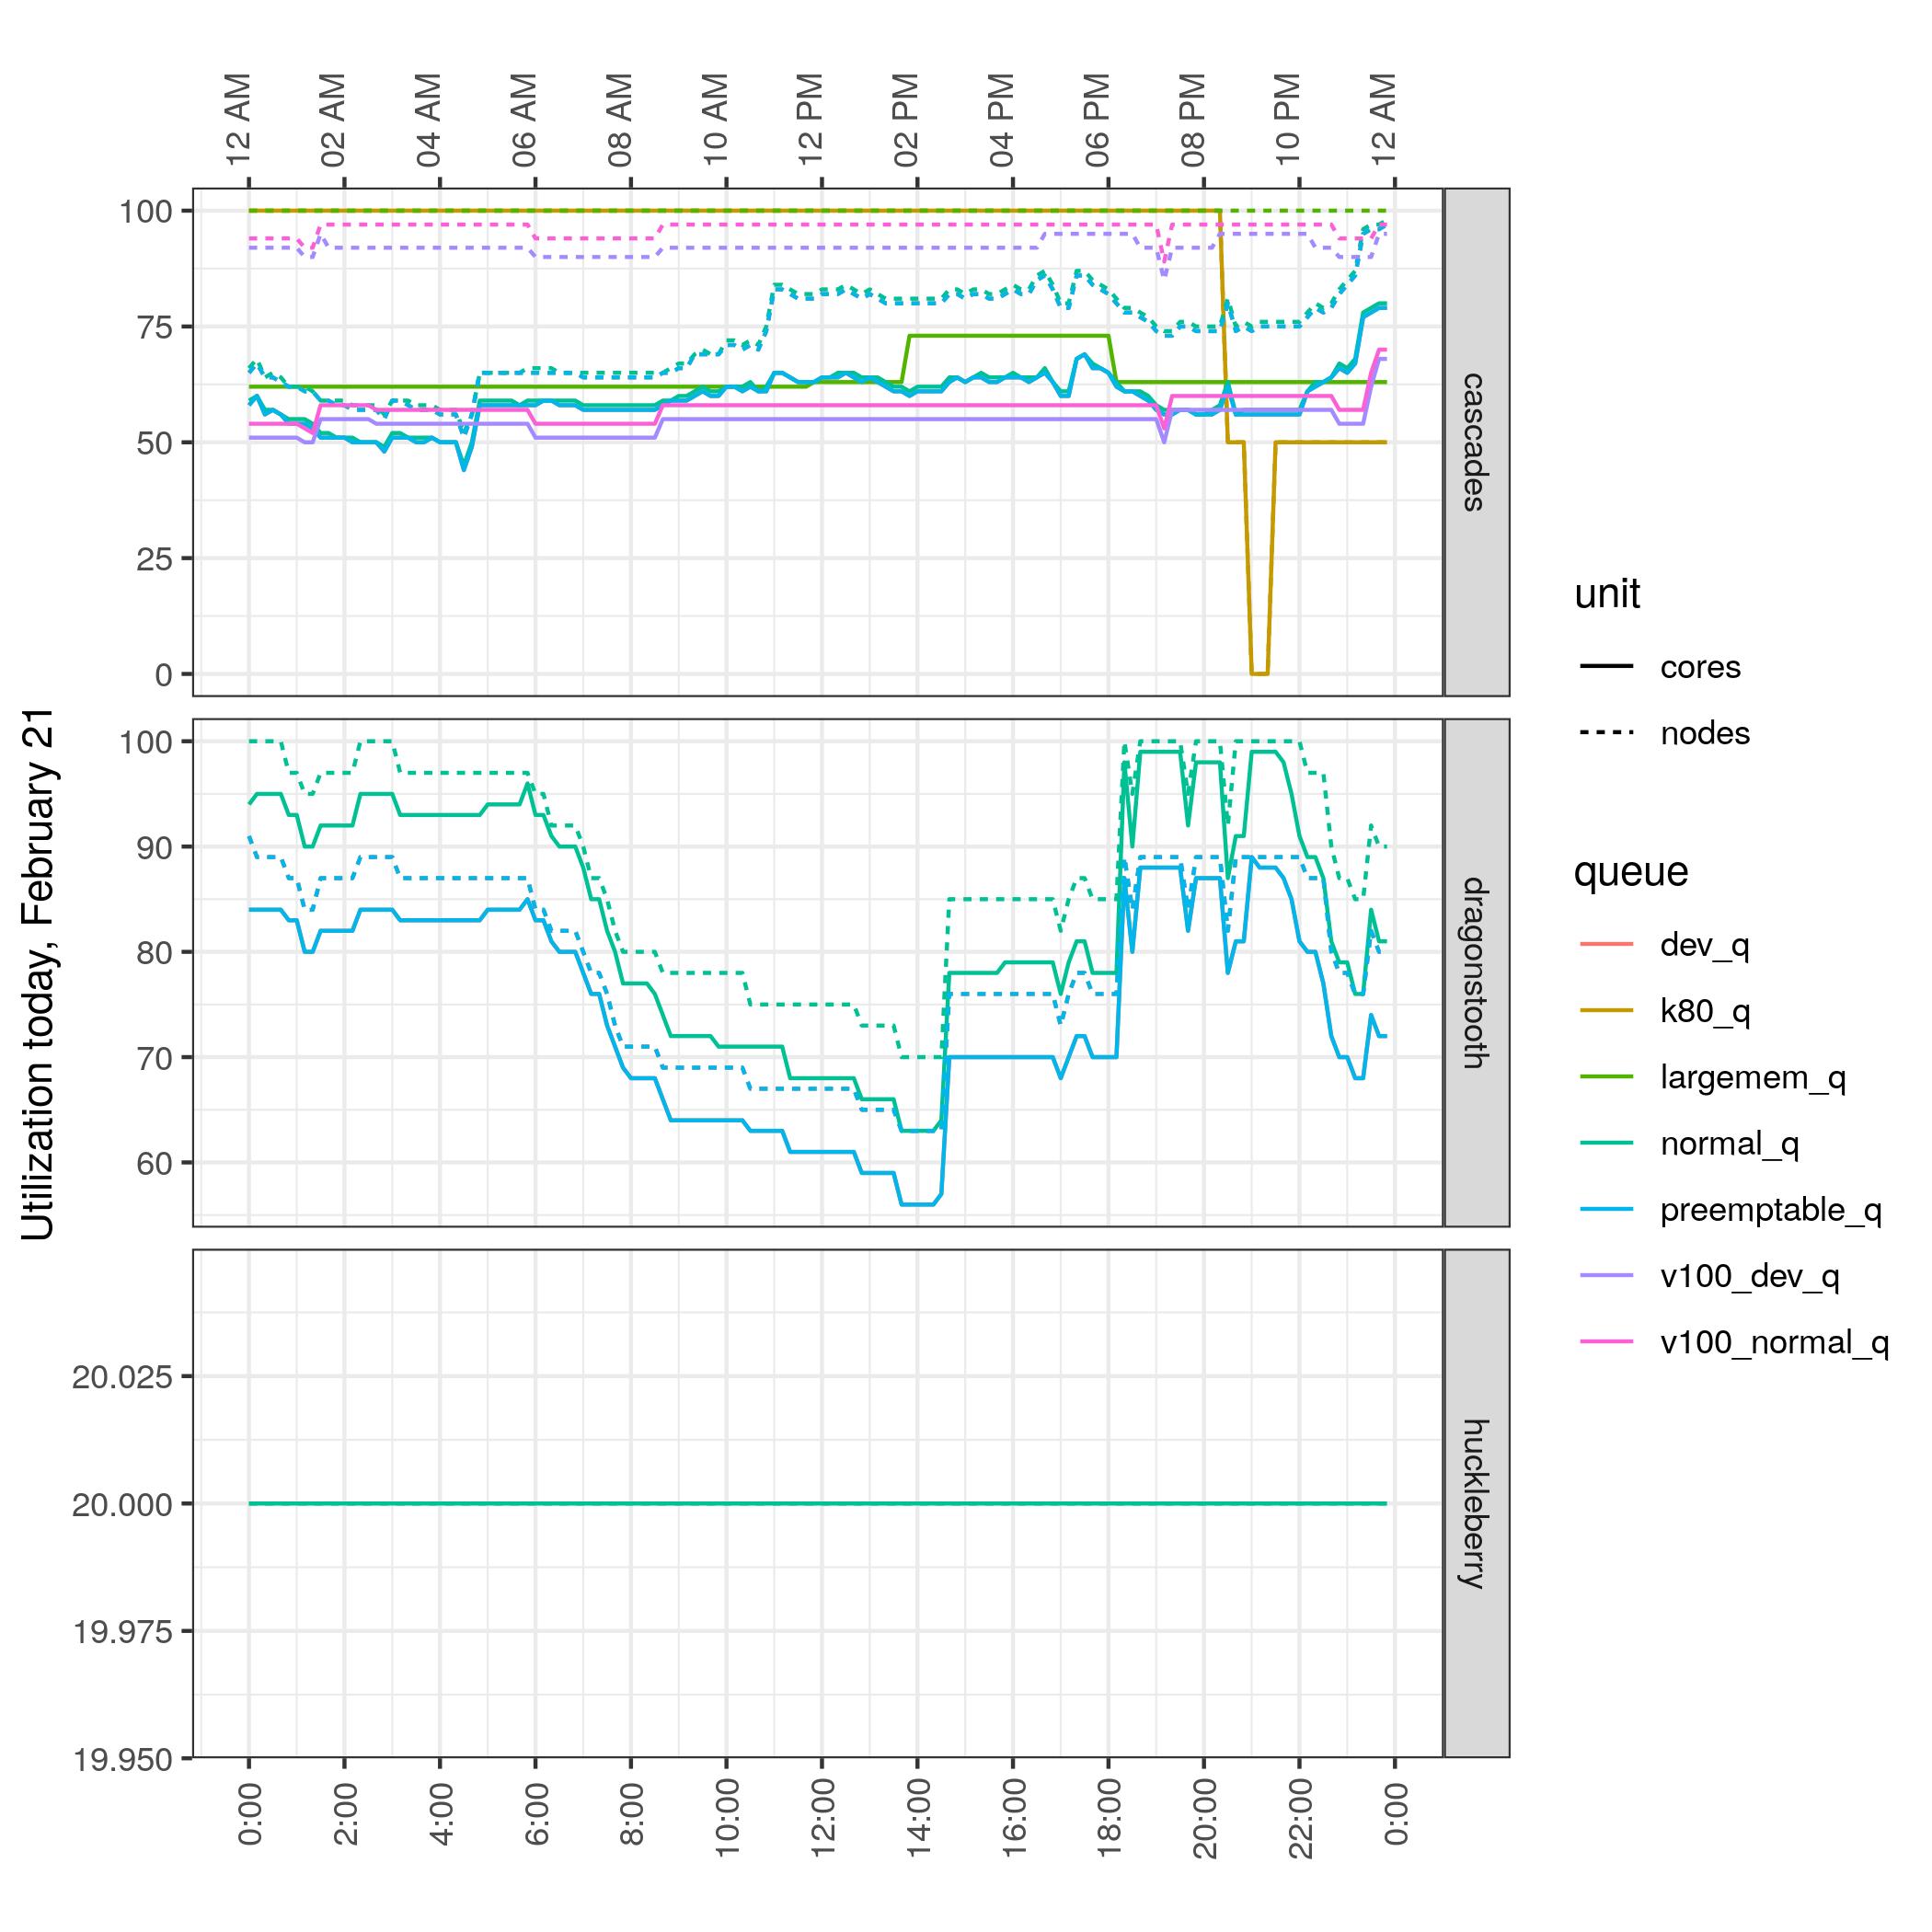 12 AM
02 AM
04 AM
06 AM
08 AM
10 AM
12 PM
02 PM
04 PM
06 PM
08 PM
10 PM
12 AM
Utilization today, February 21
100
75
50
25
0
cascades
100
90
80
70
60
dragonstooth
20.025
20.000
19.975
19.950
huckleberry
0:00
2:00
4:00
6:00
8:00
10:00
12:00
14:00
16:00
18:00
20:00
22:00
0:00
unit
cores
nodes
queue
dev_q
k80_q
largemem_q
normal_q
preemptable_q
v100_dev_q
v100_normal_q